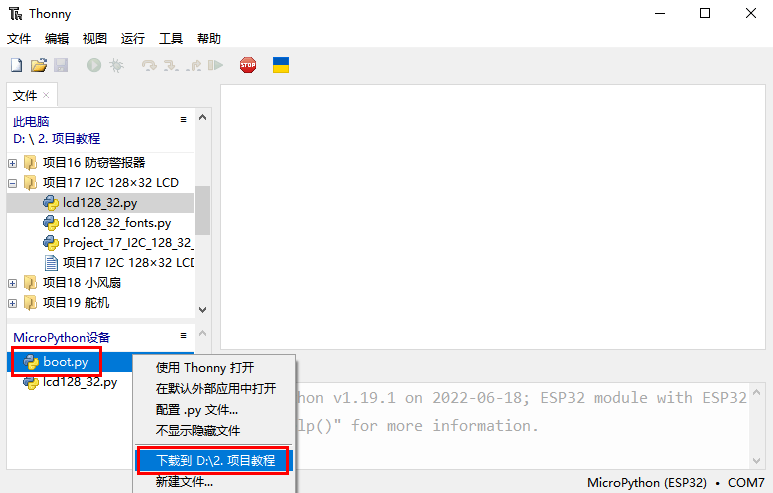 Thonny
文件 编辑 视图 运行 工具 帮助
STOP
文件 ×
此电脑
D: \ 2. 项目教程
项目16 防窃警报器
项目17 I2C 128×32 LCD
lcd128_32.py
lcd128_32_fonts.py
Project_17_I2C_128_32_
项目17 I2C 128×32 LCD
项目18 小风扇
项目19 舵机
MicroPython设备
boot.py
lcd128_32.py
使用 Thonny 打开
在默认外部应用中打开
配置 .py 文件...
不显示隐藏文件
下载到 D:\2. 项目教程
新建文件...
hon v1.19.1 on 2022-06-18; ESP32 module with ESP32
lp()" for more information.
MicroPython (ESP32) • COM7